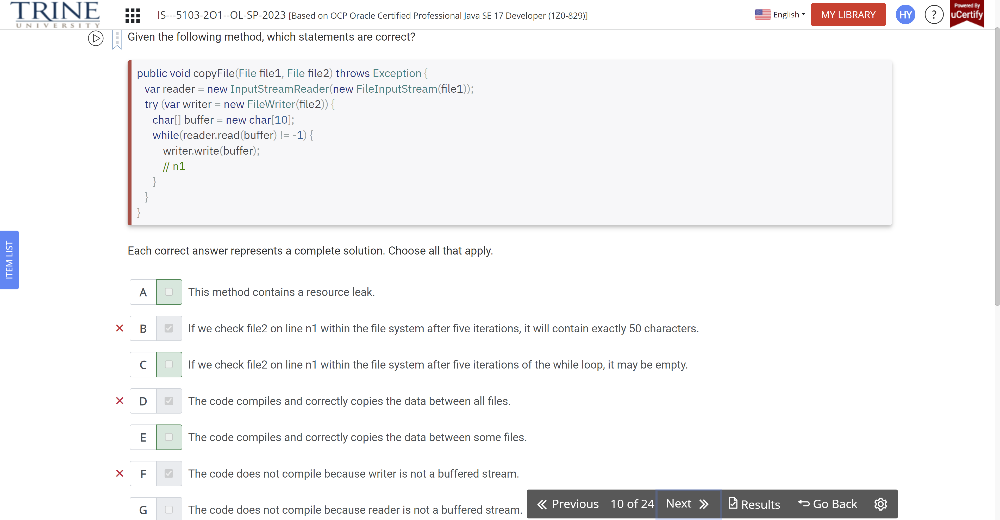 TRINE
UNIVERSITY
IS---5103-2O1--OL-SP-2023 [Based on OCP Oracle Certified Professional Java SE 17 Developer (1Z0-829)]
English
MY LIBRARY
HY
?
Powered By
uCertify
Given the following method, which statements are correct?
public void copyFile(File file1, File file2) throws Exception {
var reader = new InputStreamReader(new FileInputStream(file1));
try (var writer = new FileWriter(file2)) {
char[] buffer = new char[10];
while(reader.read(buffer) != -1) {
writer.write(buffer);
// n1
}
}
}
ITEM LIST
Each correct answer represents a complete solution. Choose all that apply.
A This method contains a resource leak.
B If we check file2 on line n1 within the file system after five iterations, it will contain exactly 50 characters.
C If we check file2 on line n1 within the file system after five iterations of the while loop, it may be empty.
D The code compiles and correctly copies the data between all files.
E The code compiles and correctly copies the data between some files.
F The code does not compile because writer is not a buffered stream.
G The code does not compile because reader is not a buffered stream.
Previous 10 of 24 Next Results Go Back